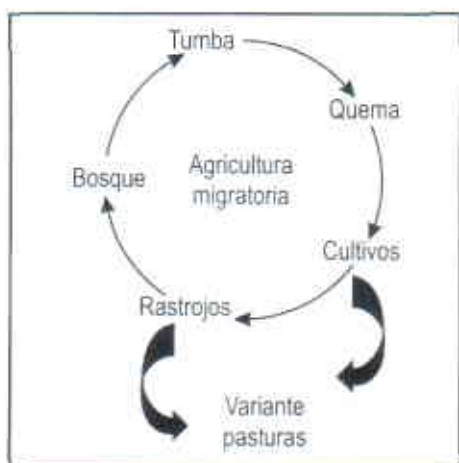 Tumba
Quema
Bosque
Agricultura
migratoria
Cultivos
Rastrojos
Variante
pasturas